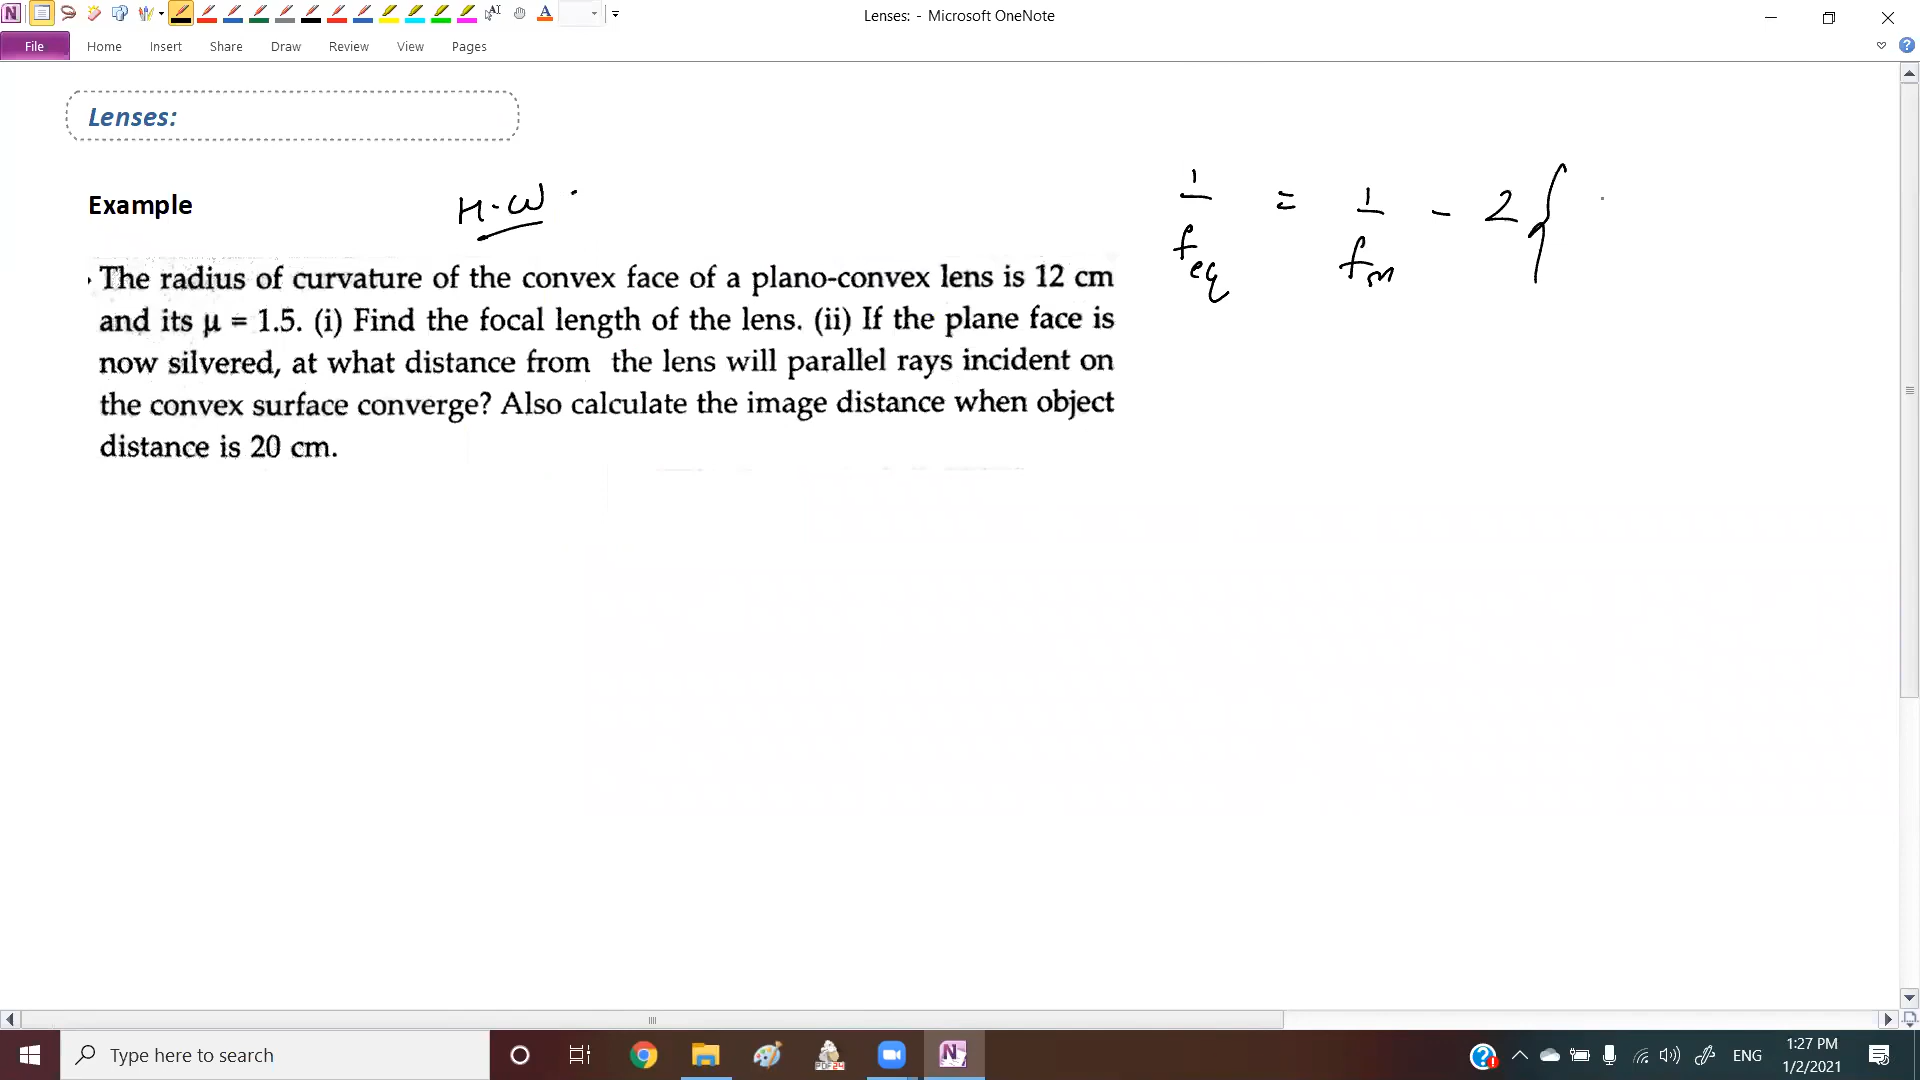 Lenses: - Microsoft OneNote
File Home Insert Share Draw Review View Pages
Lenses:
Example
H.W
The radius of curvature of the convex face of a plano-convex lens is 12 cm
and its μ = 1.5. (i) Find the focal length of the lens. (ii) If the plane face is
now silvered, at what distance from the lens will parallel rays incident on
the convex surface converge? Also calculate the image distance when object
distance is 20 cm.
1/feq = 1/fm - 2{
Type here to search
PDF24
ENG
1:27 PM
1/2/2021